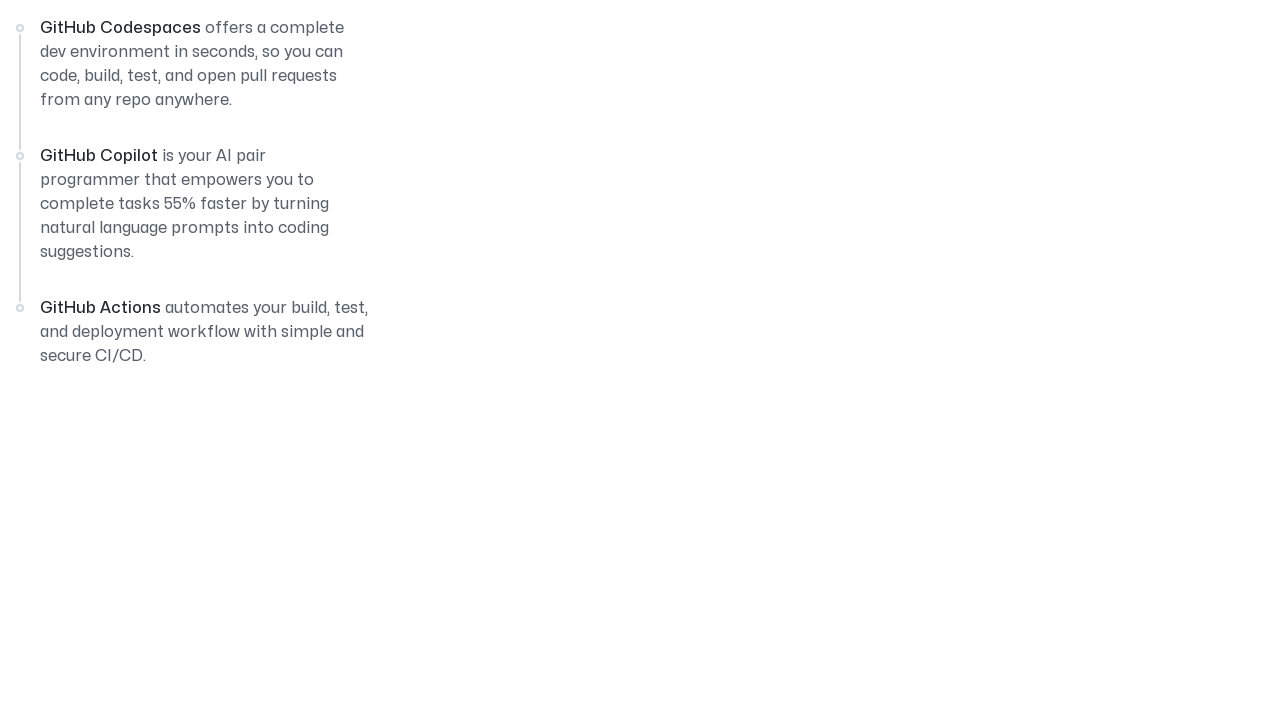 GitHub Codespaces offers a complete
dev environment in seconds, so you can
code, build, test, and open pull requests
from any repo anywhere.
GitHub Copilot is your AI pair
programmer that empowers you to
complete tasks 55% faster by turning
natural language prompts into coding
suggestions.
GitHub Actions automates your build, test,
and deployment workflow with simple and
secure CI/CD.